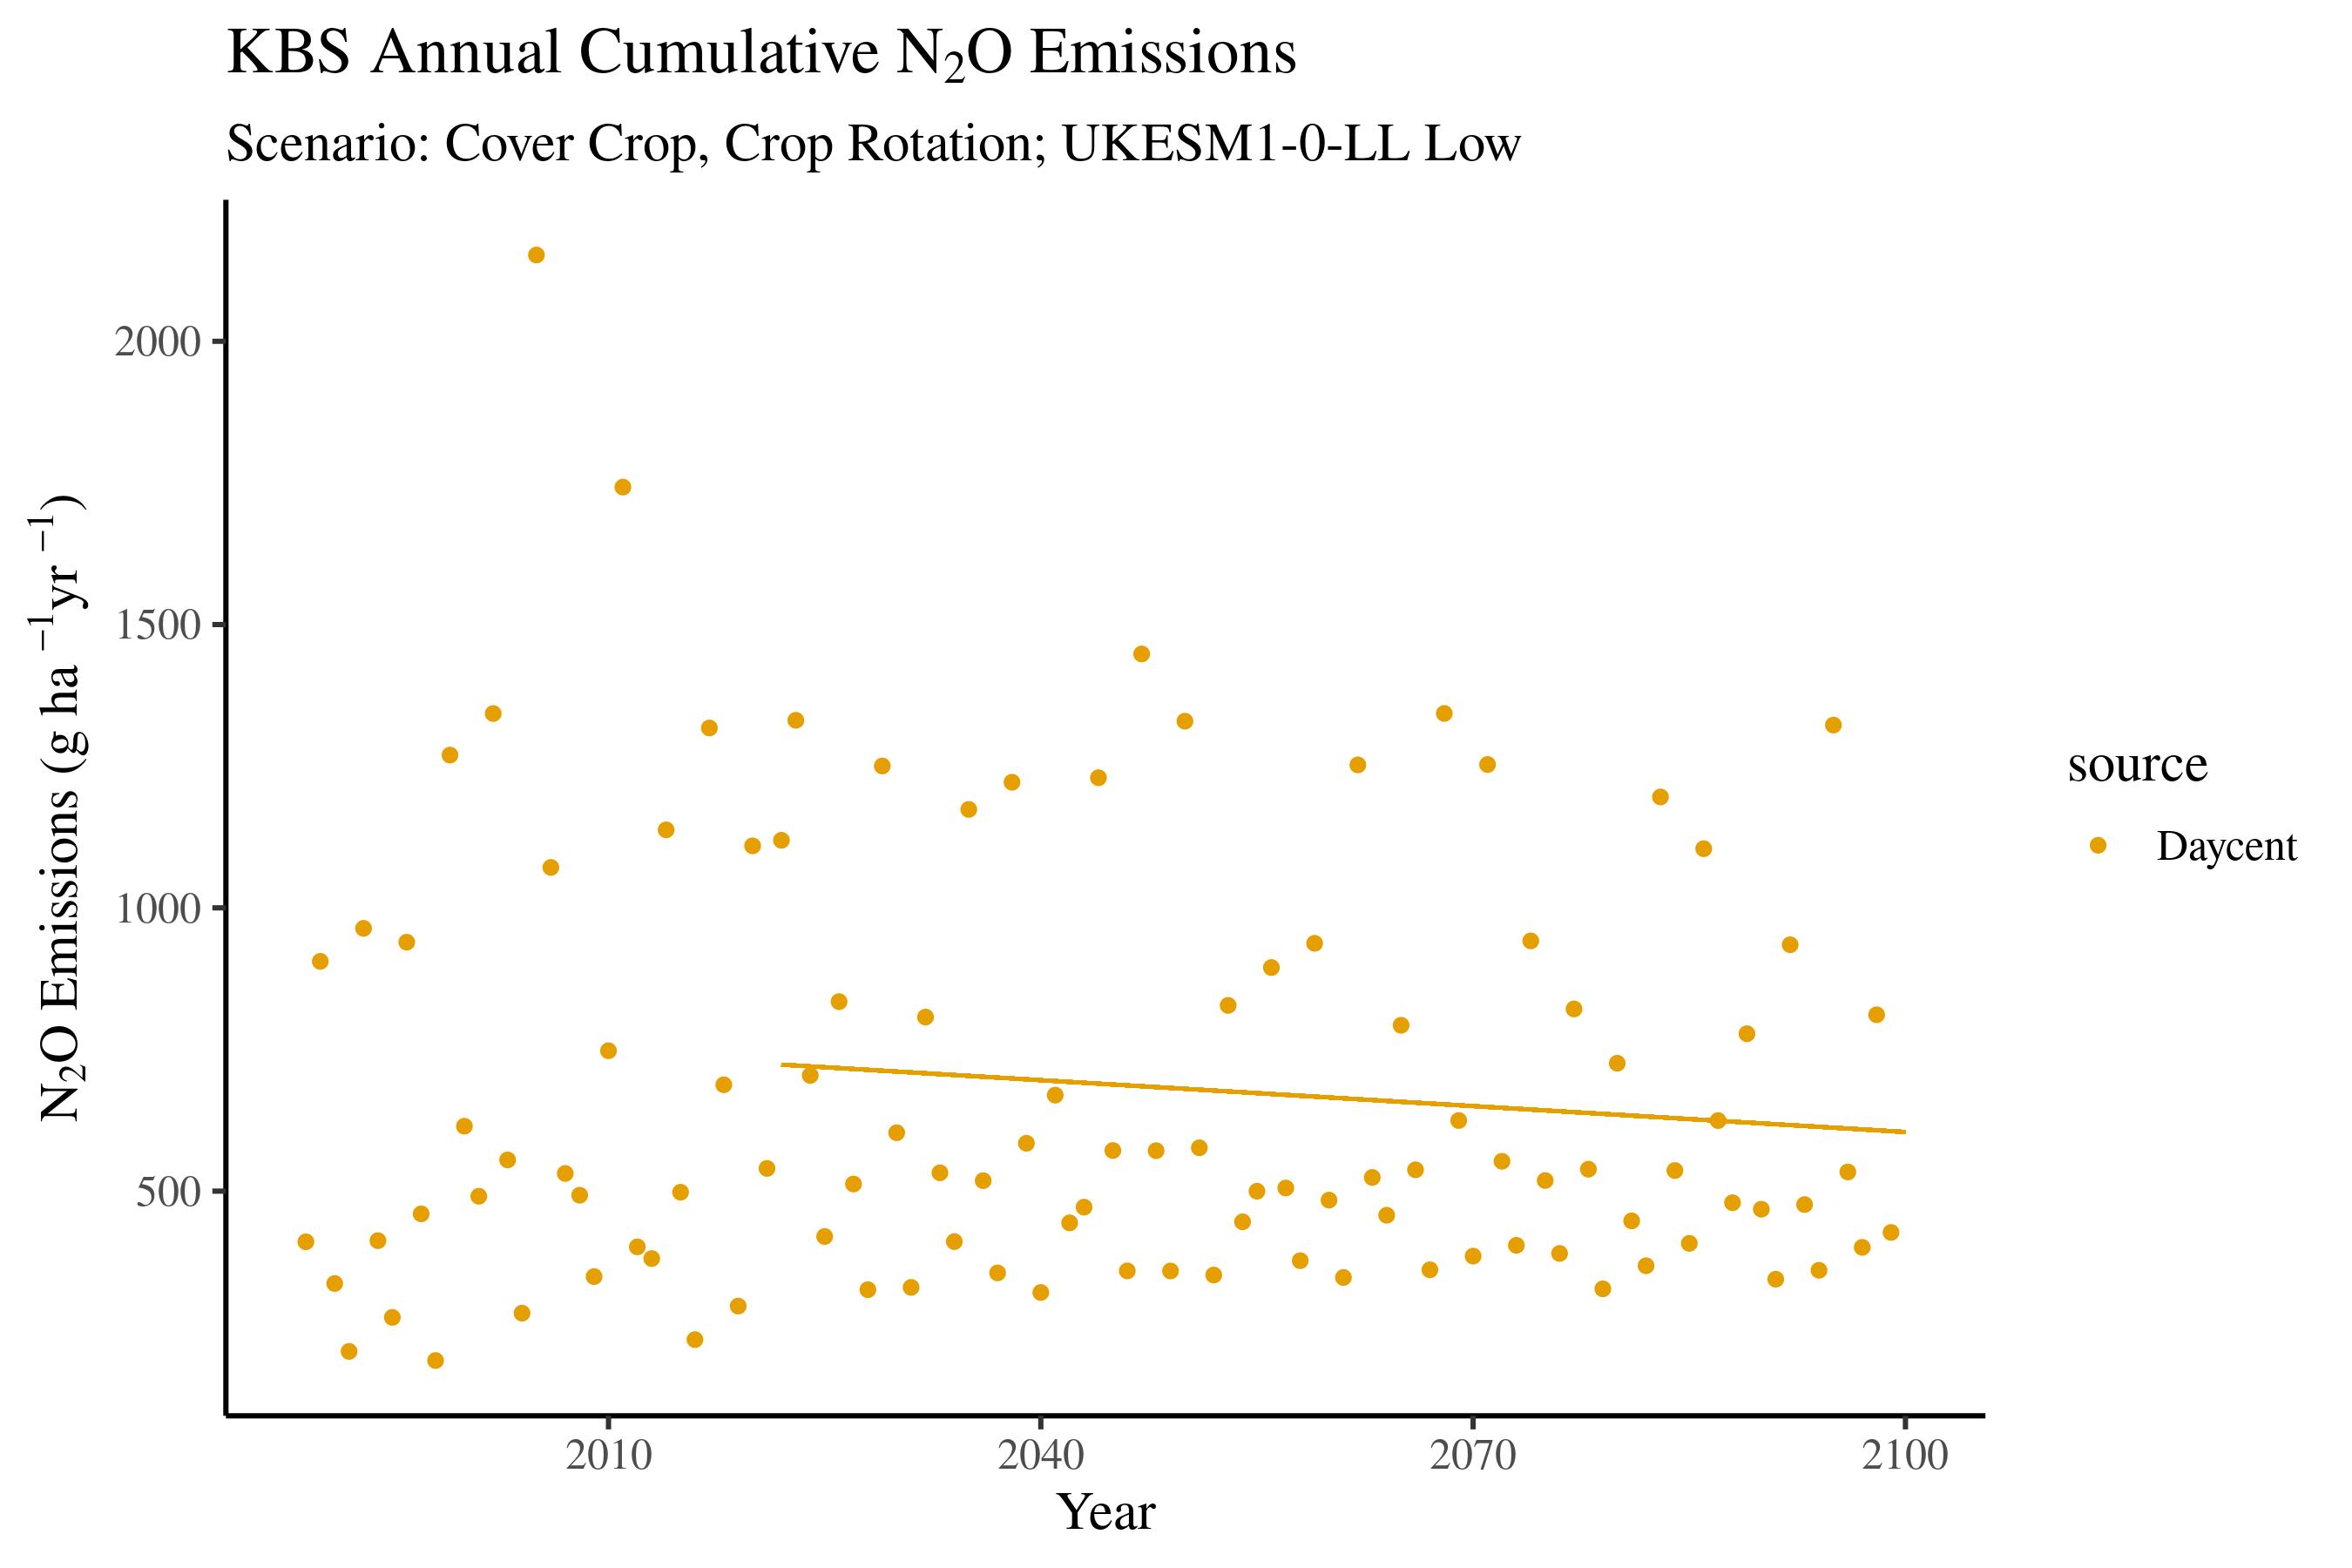 KBS Annual Cumulative N₂O Emissions
Scenario: Cover Crop, Crop Rotation; UKESM1-0-LL Low
N₂O Emissions (g ha⁻¹yr⁻¹)
2000
1500
1000
500
2010 2040 2070 2100
Year
source
Daycent